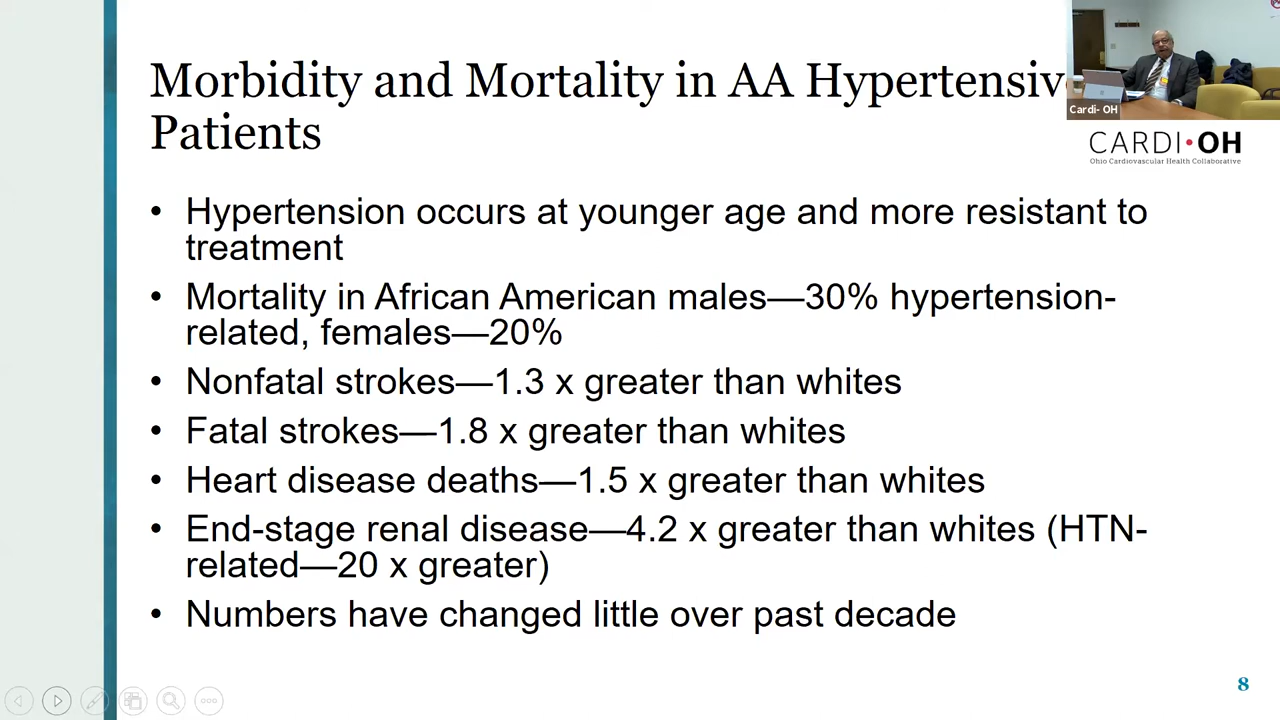 Morbidity and Mortality in AA Hypertensive
Patients
Cardi- OH
CARDI•OH
Ohio Cardiovascular Health Collaborative
• Hypertension occurs at younger age and more resistant to
treatment
• Mortality in African American males—30% hypertension-
related, females—20%
• Nonfatal strokes—1.3 x greater than whites
• Fatal strokes—1.8 x greater than whites
• Heart disease deaths—1.5 x greater than whites
• End-stage renal disease—4.2 x greater than whites (HTN-
related—20 x greater)
• Numbers have changed little over past decade
8